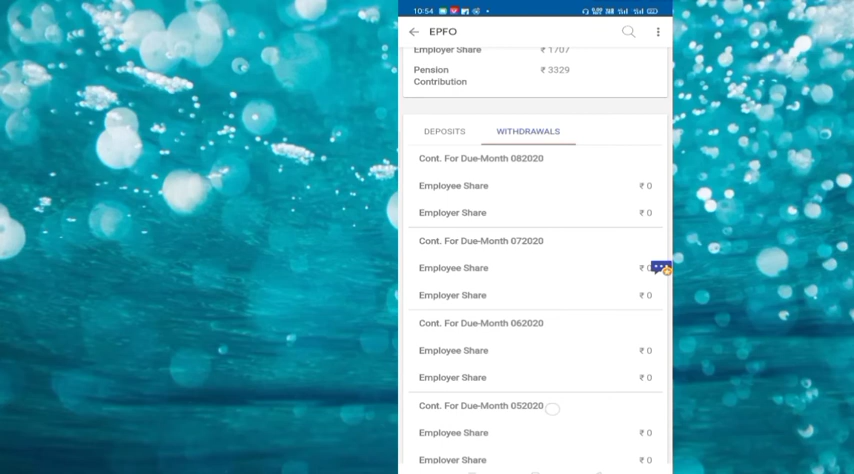 10:54
EPFO
Employer Share ₹ 1707
Pension ₹ 3329
Contribution
DEPOSITS WITHDRAWALS
Cont. For Due-Month 082020
Employee Share ₹ 0
Employer Share ₹ 0
Cont. For Due-Month 072020
Employee Share ₹ 0
Employer Share ₹ 0
Cont. For Due-Month 062020
Employee Share ₹ 0
Employer Share ₹ 0
Cont. For Due-Month 052020
Employee Share ₹ 0
Employer Share ₹ 0